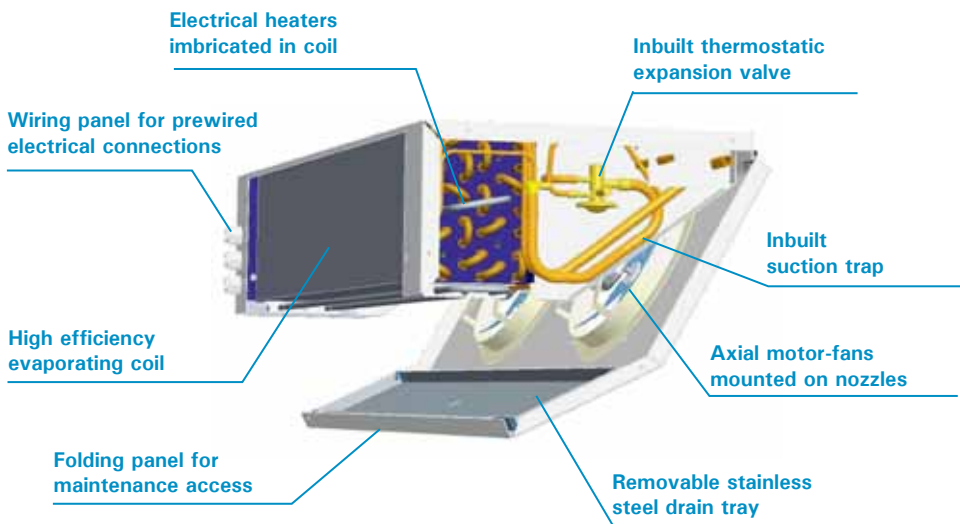 Electrical heaters
imbricated in coil
Inbuilt thermostatic
expansion valve
Wiring panel for prewired
electrical connections
Inbuilt
suction trap
High efficiency
evaporating coil
Axial motor-fans
mounted on nozzles
Folding panel for
maintenance access
Removable stainless
steel drain tray